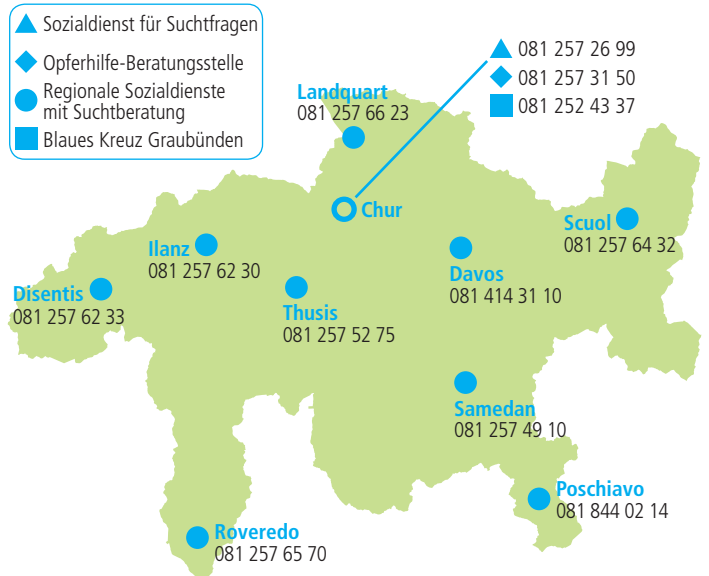 Sozialdienst für Suchtfragen
Opferhilfe-Beratungsstelle
Regionale Sozialdienste
mit Suchtberatung
Blaues Kreuz Graubünden
081 257 26 99
081 257 31 50
081 252 43 37
Landquart
081 257 66 23
Chur
Scuol
081 257 64 32
Ilanz
081 257 62 30
Davos
081 414 31 10
Disentis
081 257 62 33
Thusis
081 257 52 75
Samedan
081 257 49 10
Poschiavo
081 844 02 14
Roveredo
081 257 65 70